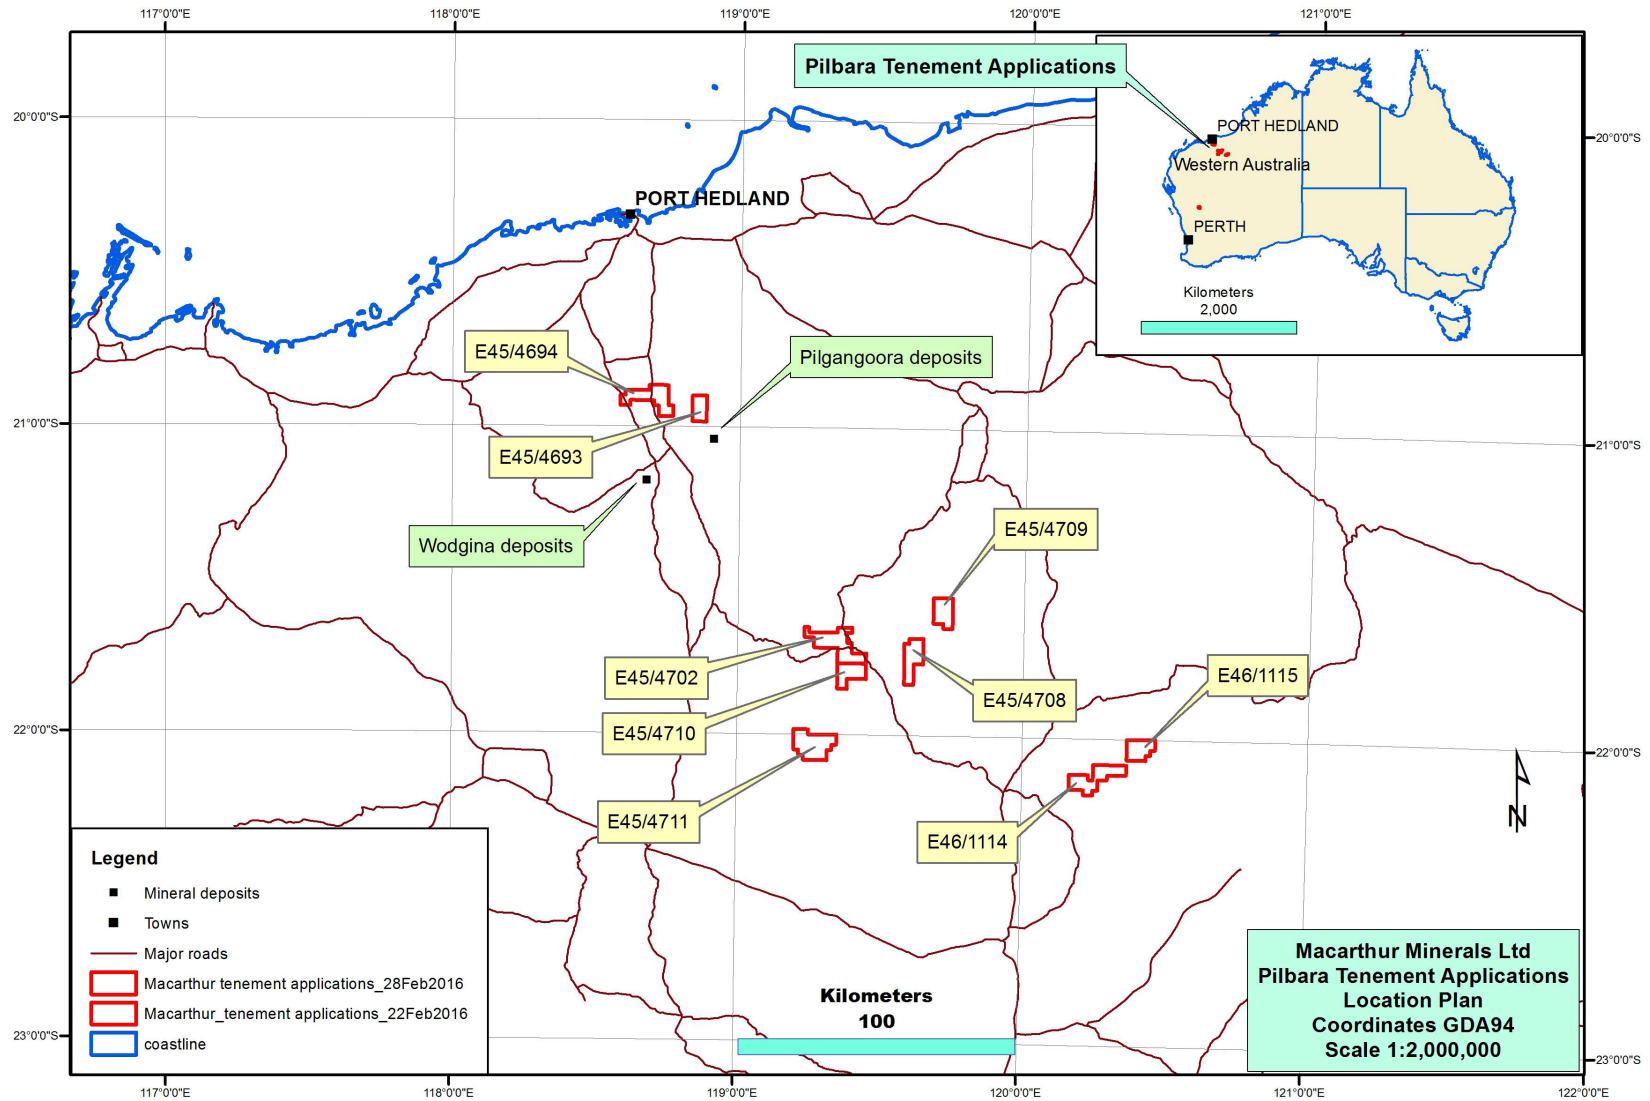 117°0'0"E
118°0'0"E
119°0'0"E
120°0'0"E
121°0'0"E
Pilbara Tenement Applications
PORT HEDLAND
Western Australia
PERTH
Kilometers
2,000
20°0'0"S
20°0'0"S
PORT HEDLAND
E45/4694
Pilgangoora deposits
21°0'0"S
21°0'0"S
E45/4693
Wodgina deposits
E45/4709
E45/4702
E46/1115
E45/4708
E45/4710
22°0'0"S
22°0'0"S
E45/4711
E46/1114
N
Legend
Mineral deposits
Towns
Major roads
Macarthur tenement applications_28Feb2016
Macarthur_tenement applications_22Feb2016
coastline
Kilometers
100
Macarthur Minerals Ltd
Pilbara Tenement Applications
Location Plan
Coordinates GDA94
Scale 1:2,000,000
23°0'0"S
23°0'0"S
117°0'0"E
118°0'0"E
119°0'0"E
120°0'0"E
121°0'0"E
122°0'0"E